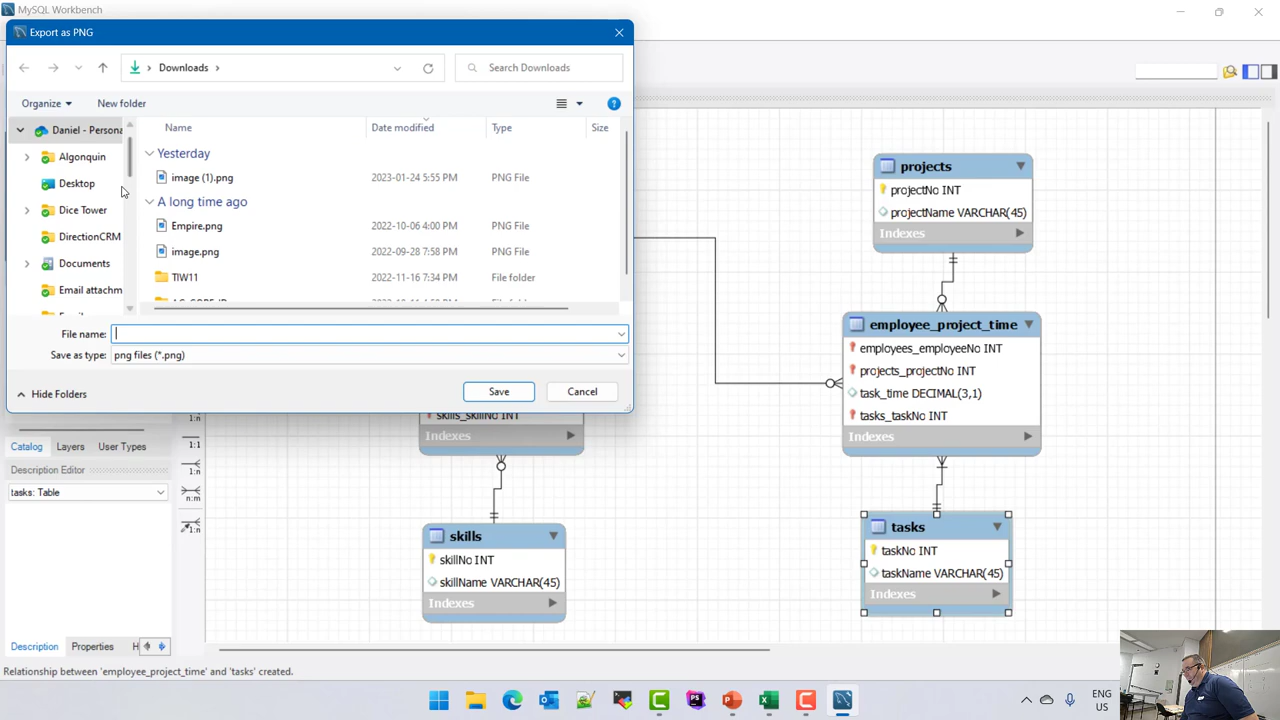 MySQL Workbench
Export as PNG
Downloads
Search Downloads
Organize
New folder
Daniel - Persona
Algonquin
Desktop
Dice Tower
DirectionCRM
Documents
Email attachm
Name
Date modified
Type
Size
Yesterday
image (1).png
2023-01-24 5:55 PM
PNG File
A long time ago
Empire.png
2022-10-06 4:00 PM
PNG File
image.png
2022-09-28 7:58 PM
PNG File
TIW11
2022-11-16 7:34 PM
File folder
File name:
Save as type:
png files (*.png)
Hide Folders
Save
Cancel
projects
projectNo INT
projectName VARCHAR(45)
Indexes
employee_project_time
employees_employeeNo INT
projects_projectNo INT
task_time DECIMAL(3,1)
tasks_taskNo INT
Indexes
tasks
taskNo INT
taskName VARCHAR(45)
Indexes
skills_skillNo INT
Indexes
skills
skillNo INT
skillName VARCHAR(45)
Indexes
1:n
1:1
1:n
n:m
1:n
Catalog
Layers
User Types
Description Editor
tasks: Table
Description
Properties
H
Relationship between 'employee_project_time' and 'tasks' created.
ENG
US